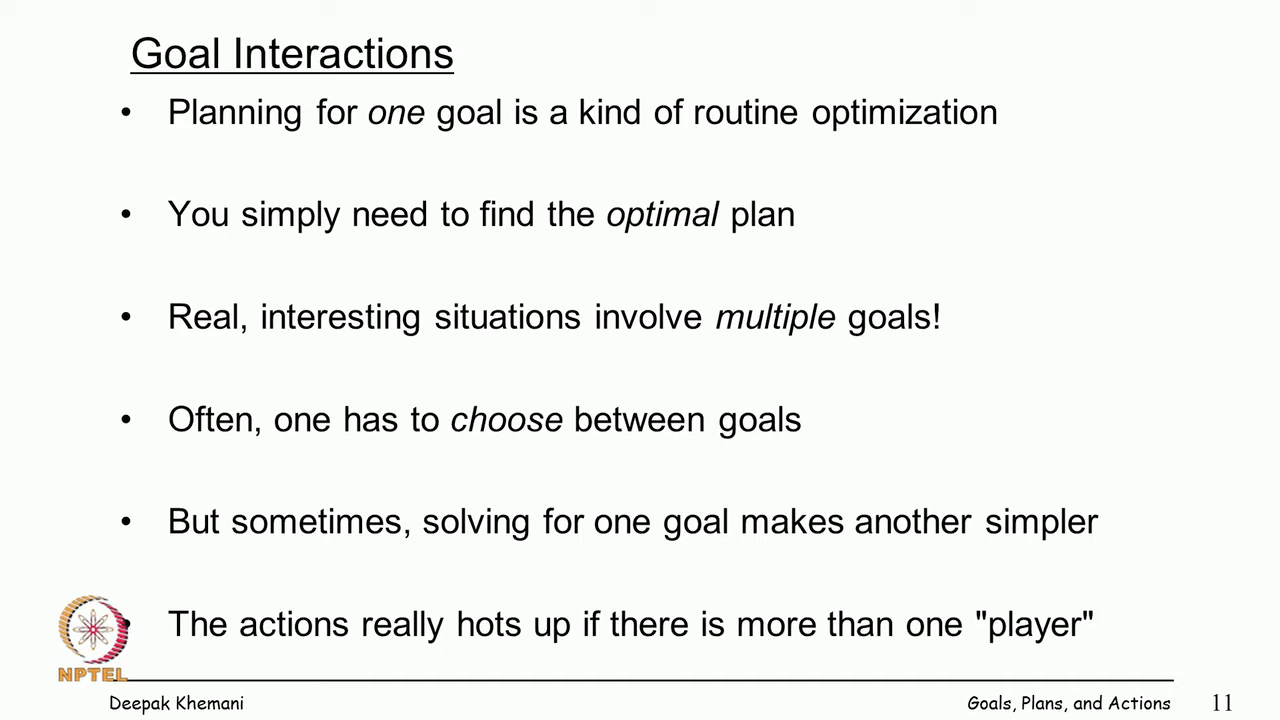 Goal Interactions
• Planning for one goal is a kind of routine optimization
• You simply need to find the optimal plan
• Real, interesting situations involve multiple goals!
• Often, one has to choose between goals
• But sometimes, solving for one goal makes another simpler
• The actions really hots up if there is more than one "player"
NPTEL
Deepak Khemani Goals, Plans, and Actions 11